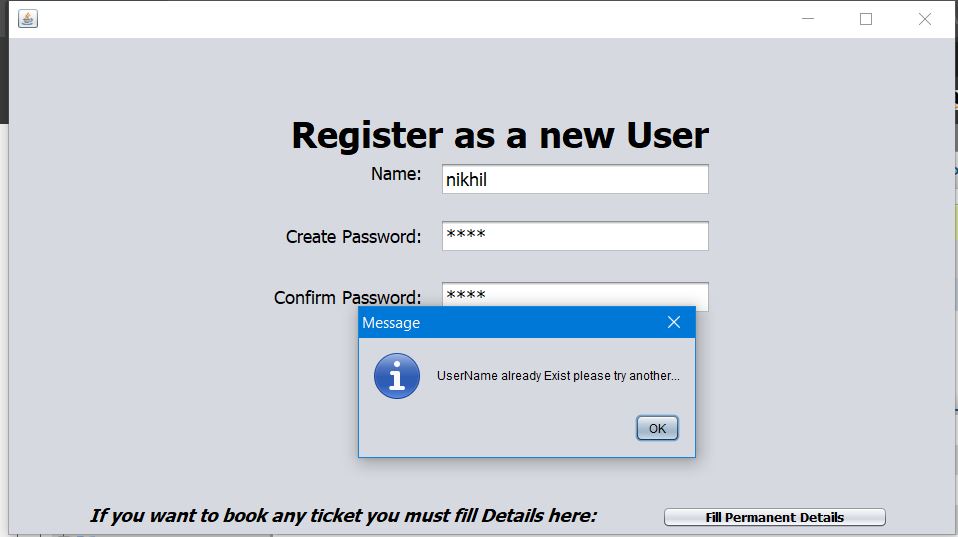 Register as a new User
Name:
nikhil
Create Password:
****
Confirm Password:
****
Message
UserName already Exist please try another...
OK
If you want to book any ticket you must fill Details here:
Fill Permanent Details